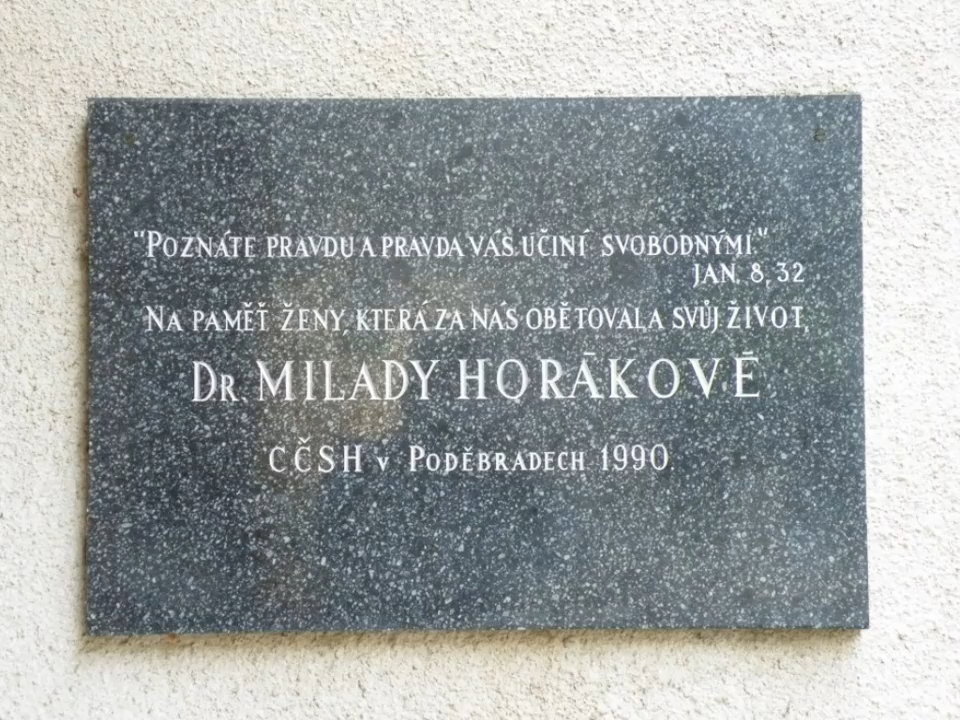 "POZNÁTE PRAVDU A PRAVDA VÁS UČINÍ SVOBODNÝMI."
JAN. 8, 32
NA PAMĚŤ ŽENY, KTERÁ ZA NÁS OBĚTOVALA SVŮJ ŽIVOT,
DR. MILADY HORÁKOVÉ
CČSH v PODĚBRADECH 1990.